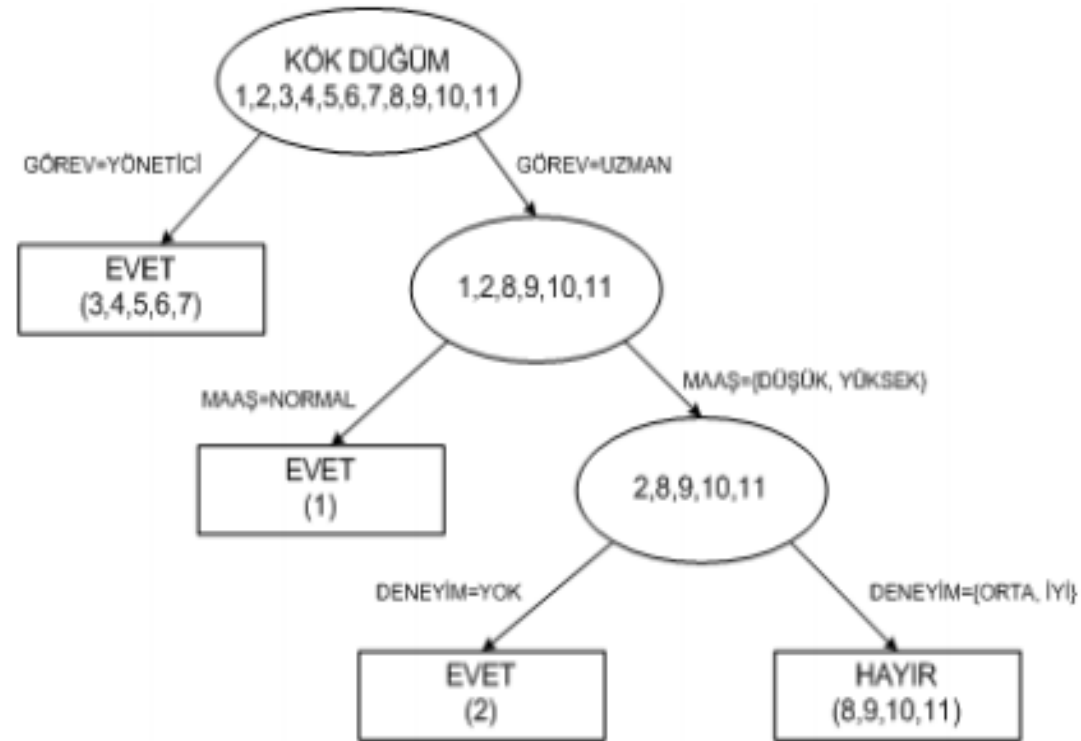 KÖK DÜĞÜM
1,2,3,4,5,6,7,8,9,10,11
GÖREV=YÖNETİCİ
GÖREV=UZMAN
EVET
(3,4,5,6,7)
1,2,8,9,10,11
MAAŞ=NORMAL
MAAŞ={DÜŞÜK, YÜKSEK}
EVET
(1)
2,8,9,10,11
DENEYİM=YOK
DENEYİM={ORTA, İYİ}
EVET
(2)
HAYIR
(8,9,10,11)